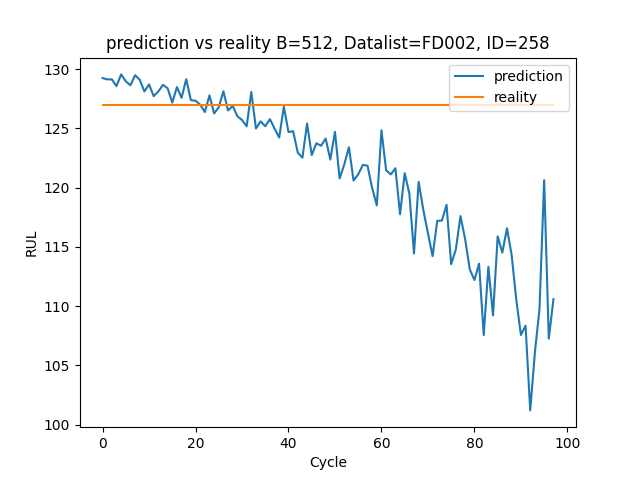 prediction vs reality B=512, Datalist=FD002, ID=258
130
125
120
115
110
105
100
RUL
prediction
reality
0 20 40 60 80 100
Cycle